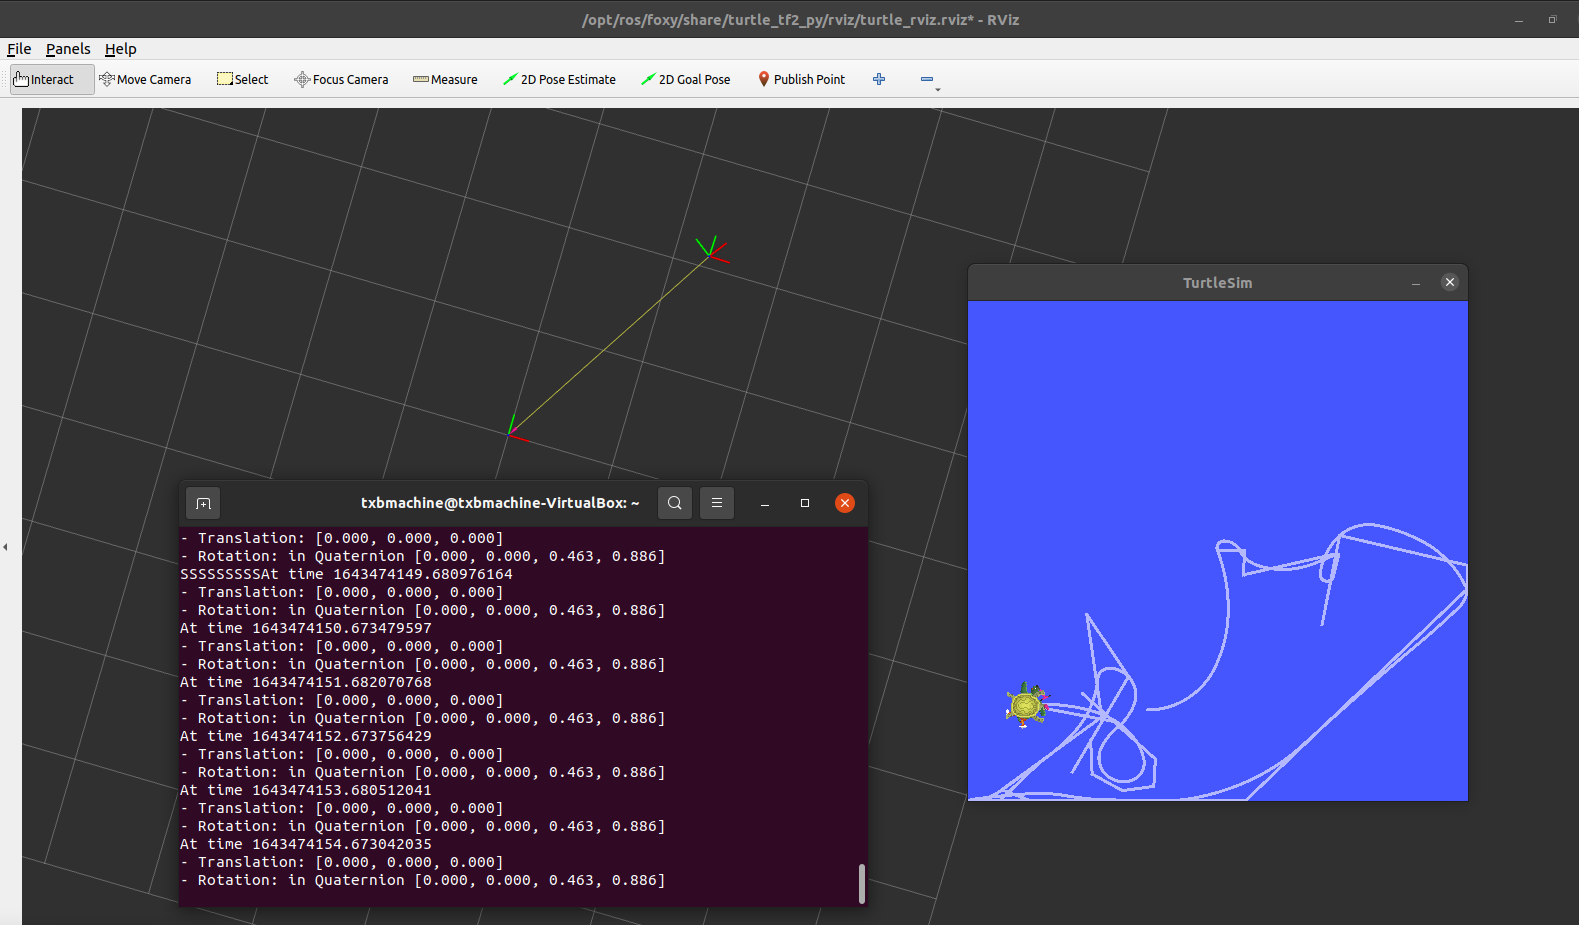 /opt/ros/foxy/share/turtle_tf2_py/rviz/turtle_rviz.rviz* - RViz
File Panels Help
Interact Move Camera Select Focus Camera Measure 2D Pose Estimate 2D Goal Pose Publish Point
TurtleSim
txbmachine@txbmachine-VirtualBox: ~
- Translation: [0.000, 0.000, 0.000]
- Rotation: in Quaternion [0.000, 0.000, 0.463, 0.886]
SSSSSSSSSAt time 1643474149.680976164
- Translation: [0.000, 0.000, 0.000]
- Rotation: in Quaternion [0.000, 0.000, 0.463, 0.886]
At time 1643474150.673479597
- Translation: [0.000, 0.000, 0.000]
- Rotation: in Quaternion [0.000, 0.000, 0.463, 0.886]
At time 1643474151.682070768
- Translation: [0.000, 0.000, 0.000]
- Rotation: in Quaternion [0.000, 0.000, 0.463, 0.886]
At time 1643474152.673756429
- Translation: [0.000, 0.000, 0.000]
- Rotation: in Quaternion [0.000, 0.000, 0.463, 0.886]
At time 1643474153.680512041
- Translation: [0.000, 0.000, 0.000]
- Rotation: in Quaternion [0.000, 0.000, 0.463, 0.886]
At time 1643474154.673042035
- Translation: [0.000, 0.000, 0.000]
- Rotation: in Quaternion [0.000, 0.000, 0.463, 0.886]